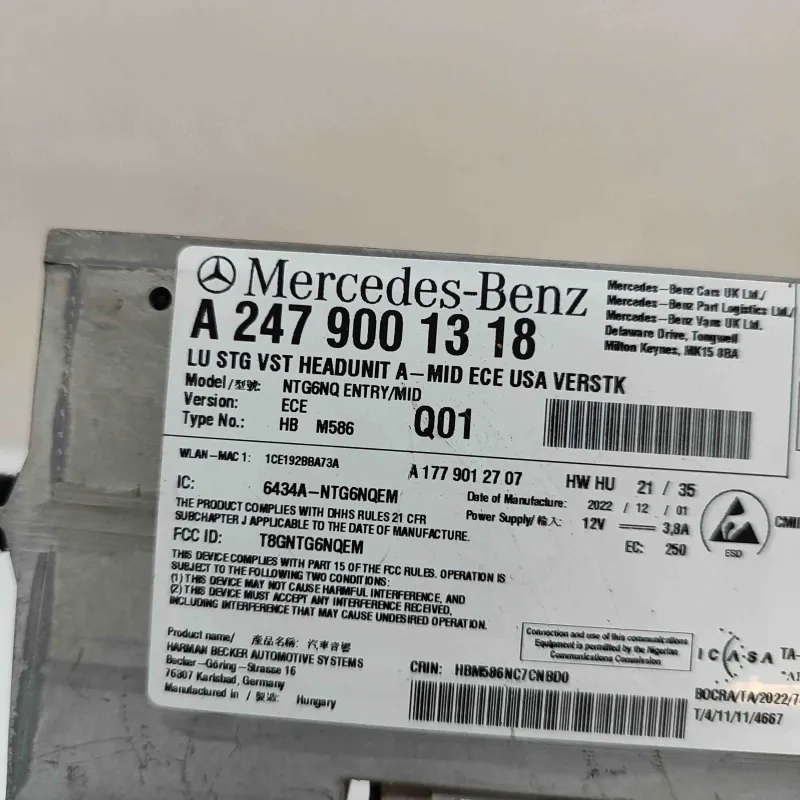 Mercedes-Benz
A 247 900 13 18
Mercedes-Benz Cars UK Ltd./
Mercedes-Benz Part Logistics Ltd./
Mercedes-Benz Vans UK Ltd.
Delaware Drive, Tongwell
Milton Keynes, MK15 8BA
LU STG VST HEADUNIT A-MID ECE USA VERSTK
Model/型號: NTG6NQ ENTRY/MID
Version: ECE
Type No.: HB M586
Q01
WLAN-MAC 1: 1CE192BBA73A
A 177 901 27 07
HW HU 21 / 35
IC: 6434A-NTG6NQEM
Date of Manufacture: 2022 / 12 / 01
THE PRODUCT COMPLIES WITH DHHS RULES 21 CFR
SUBCHAPTER J APPLICABLE TO THE DATE OF MANUFACTURE.
Power Supply/ 輸入: 12V 3,8A
EC: 250
ESD
FCC ID: T8GNTG6NQEM
THIS DEVICE COMPLIES WITH PART 15 OF THE FCC RULES. OPERATION IS
SUBJECT TO THE FOLLOWING TWO CONDITIONS:
(1) THIS DEVICE MAY NOT CAUSE HARMFUL INTERFERENCE, AND
(2) THIS DEVICE MUST ACCEPT ANY INTERFERENCE RECEIVED,
INCLUDING INTERFERENCE THAT MAY CAUSE UNDESIRED OPERATION.
Product name/ 產品名稱: 汽車音響
HARMAN BECKER AUTOMOTIVE SYSTEMS
Becker-Göring-Strasse 16
76307 Karlsbad, Germany
Manufactured in / 製造: Hungary
Connection and use of this communications
Equipment is permitted by the Nigerian
Communications Commission
CRIN: HBM586NC7CNBD0
ICASA TA-
BOCRA/TA/2022/7
T/4/11/11/4667